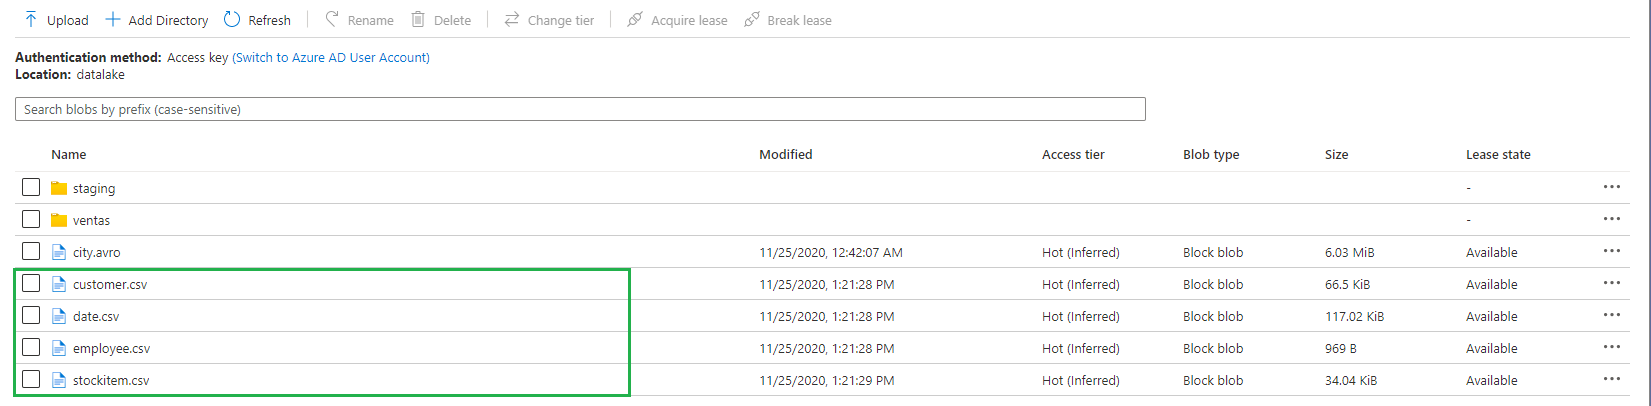 Upload Add Directory Refresh Rename Delete Change tier Acquire lease Break lease
Authentication method: Access key (Switch to Azure AD User Account)
Location: datalake
Search blobs by prefix (case-sensitive)
Name Modified Access tier Blob type Size Lease state
staging -
ventas -
city.avro 11/25/2020, 12:42:07 AM Hot (Inferred) Block blob 6.03 MiB Available
customer.csv 11/25/2020, 1:21:28 PM Hot (Inferred) Block blob 66.5 KiB Available
date.csv 11/25/2020, 1:21:28 PM Hot (Inferred) Block blob 117.02 KiB Available
employee.csv 11/25/2020, 1:21:28 PM Hot (Inferred) Block blob 969 B Available
stockitem.csv 11/25/2020, 1:21:29 PM Hot (Inferred) Block blob 34.04 KiB Available